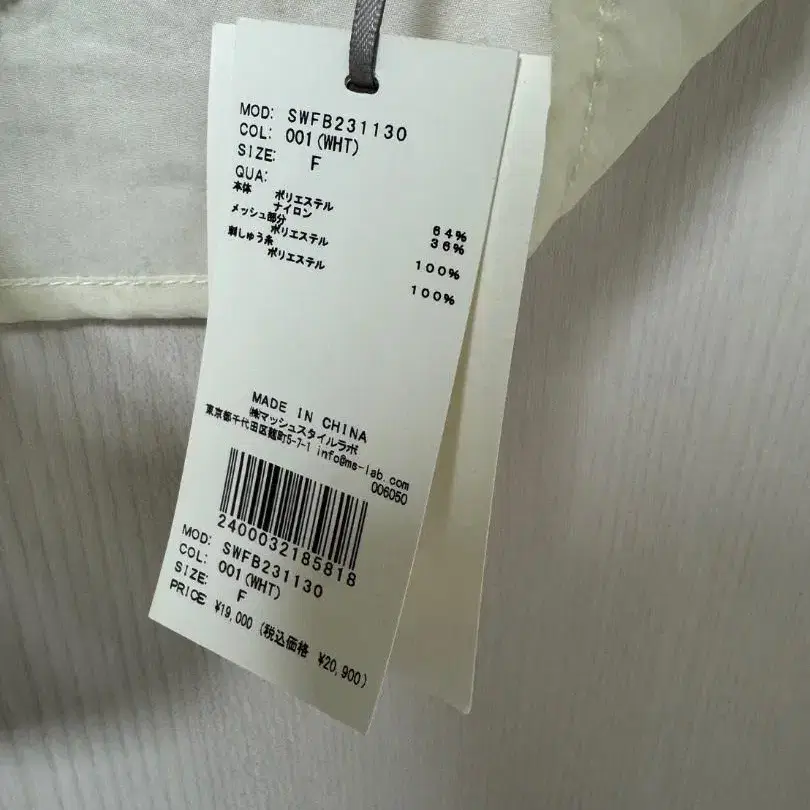 MOD: SWFB231130
COL: 001(WHT)
SIZE: F
QUA:
本体 ポリエステル 64%
ナイロン 36%
メッシュ部分
ポリエステル 100%
刺しゅう糸
ポリエステル 100%
MADE IN CHINA
㈱マッシュスタイルラボ
東京都千代田区麹町5-7-1 info@ms-lab.com
006050
2400032185818
MOD: SWFB231130
COL: 001(WHT)
SIZE: F
PRICE: ¥19,000 (税込価格 ¥20,900)